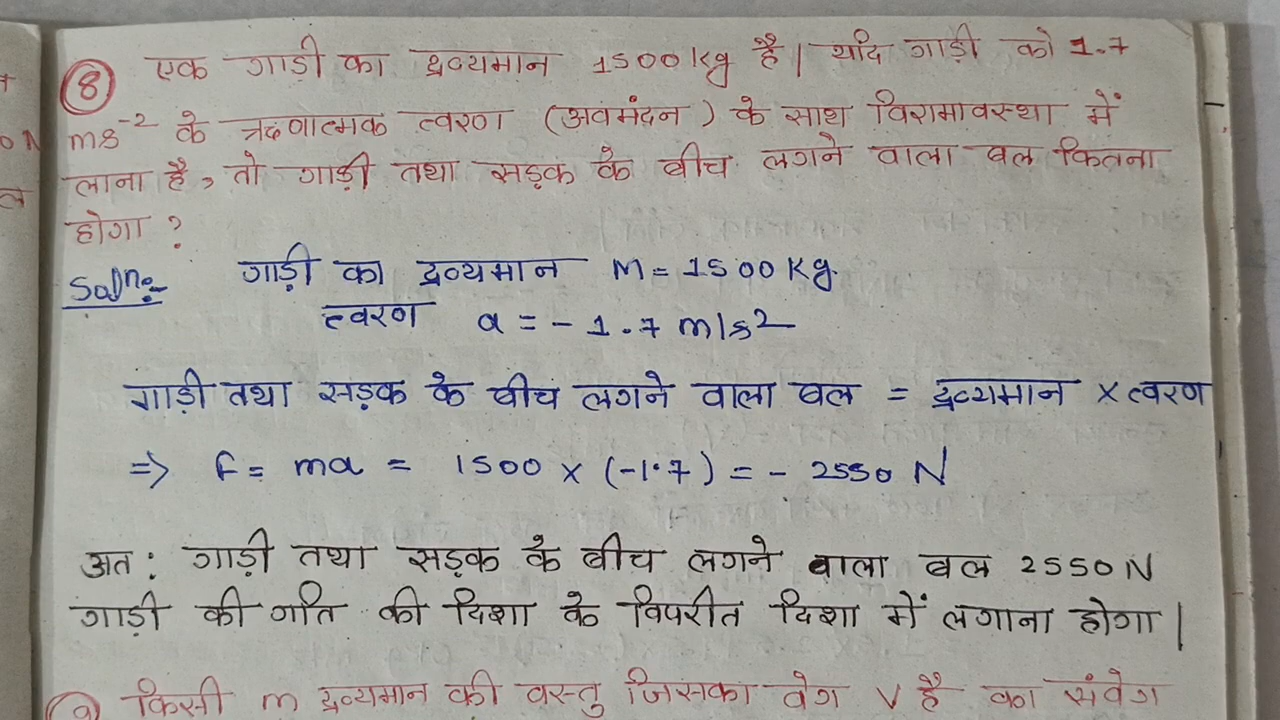 8 एक गाड़ी का द्रव्यमान 1500 kg है | यदि गाड़ी को 1.7
ms⁻² के ऋणात्मक त्वरण (अवमंदन) के साथ विरामावस्था में
लाना है, तो गाड़ी तथा सड़क के बीच लगने वाला बल कितना
होगा ?
Soln:- गाड़ी का द्रव्यमान M = 1500 Kg
त्वरण a = - 1.7 m/s2
गाड़ी तथा सड़क के बीच लगने वाला बल = द्रव्यमान × त्वरण
=> F = ma = 1500 × (-1.7) = - 2550 N
अत: गाड़ी तथा सड़क के बीच लगने वाला बल 2550 N
गाड़ी की गति की दिशा के विपरीत दिशा में लगाना होगा |
9 किसी m द्रव्यमान की वस्तु जिसका वेग v है का संवेग